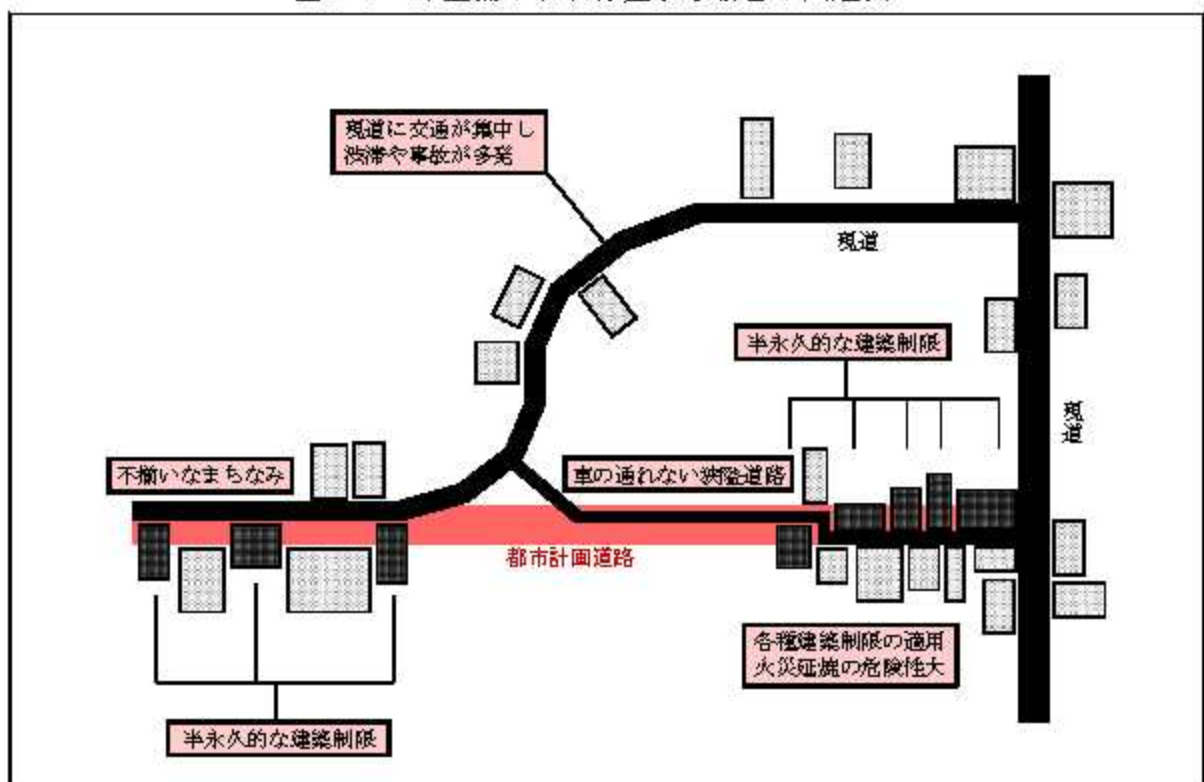 現道に交通が集中し
渋滞や事故が多発
現道
半永久的な建築制限
現道
不揃いなまちなみ
車の通れない狭隘道路
都市計画道路
各種建築制限の適用
火災延焼の危険性大
半永久的な建築制限